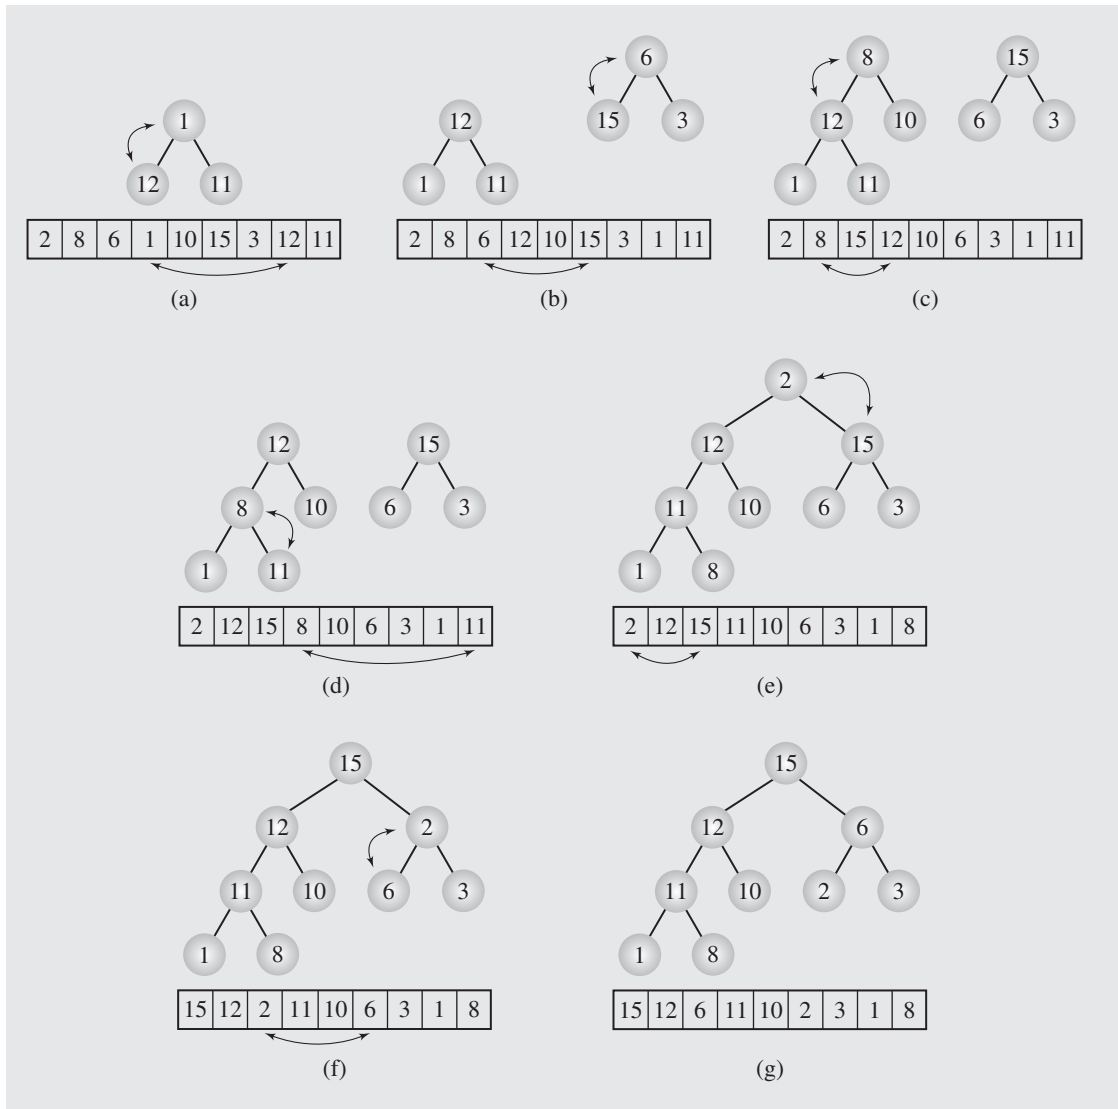 6 8 15
1 12 15 3 12 10 6 3
12 11 1 11 1 11
2 8 6 1 10 15 3 12 11
2 8 6 12 10 15 3 1 11
2 8 15 12 10 6 3 1 11
(a) (b) (c)
2
12 15 12 15
8 10 6 3 11 10 6 3
1 11 1 8
2 12 15 8 10 6 3 1 11
2 12 15 11 10 6 3 1 8
(d) (e)
15 15
12 2 12 6
11 10 6 3 11 10 2 3
1 8 1 8
15 12 2 11 10 6 3 1 8
15 12 6 11 10 2 3 1 8
(f) (g)